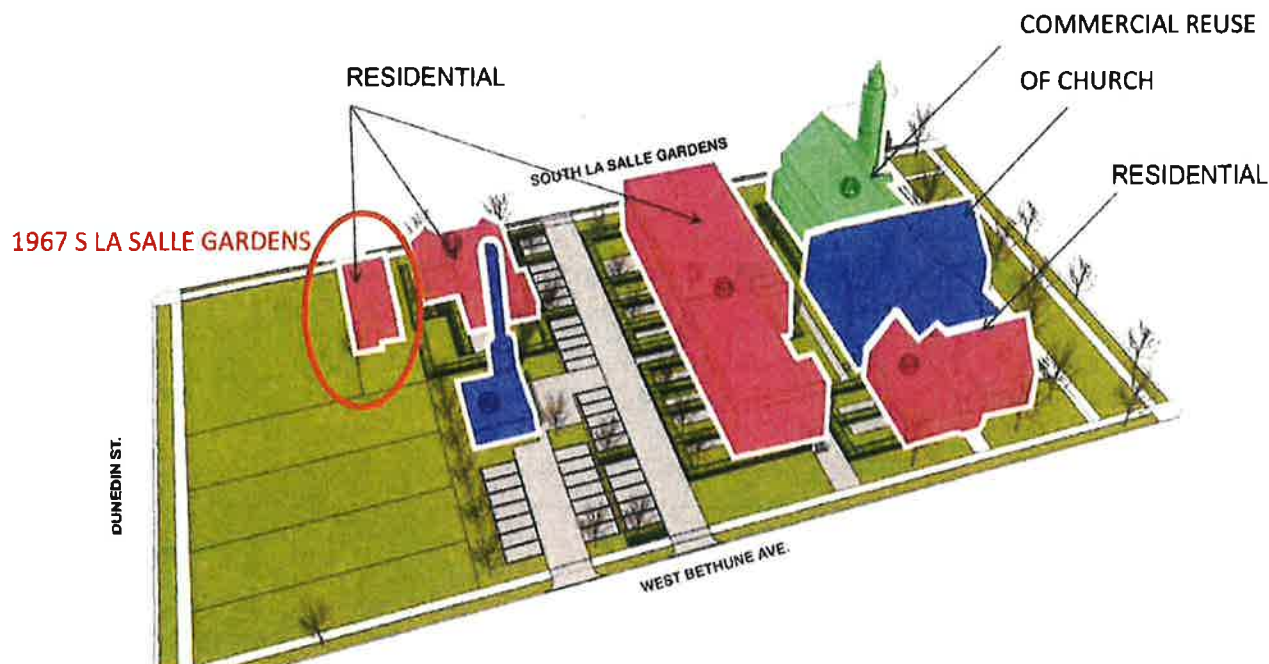 COMMERCIAL REUSE
OF CHURCH
RESIDENTIAL
SOUTH LA SALLE GARDENS
RESIDENTIAL
1967 S LA SALLE GARDENS
DUNEDIN ST.
WEST BETHUNE AVE.